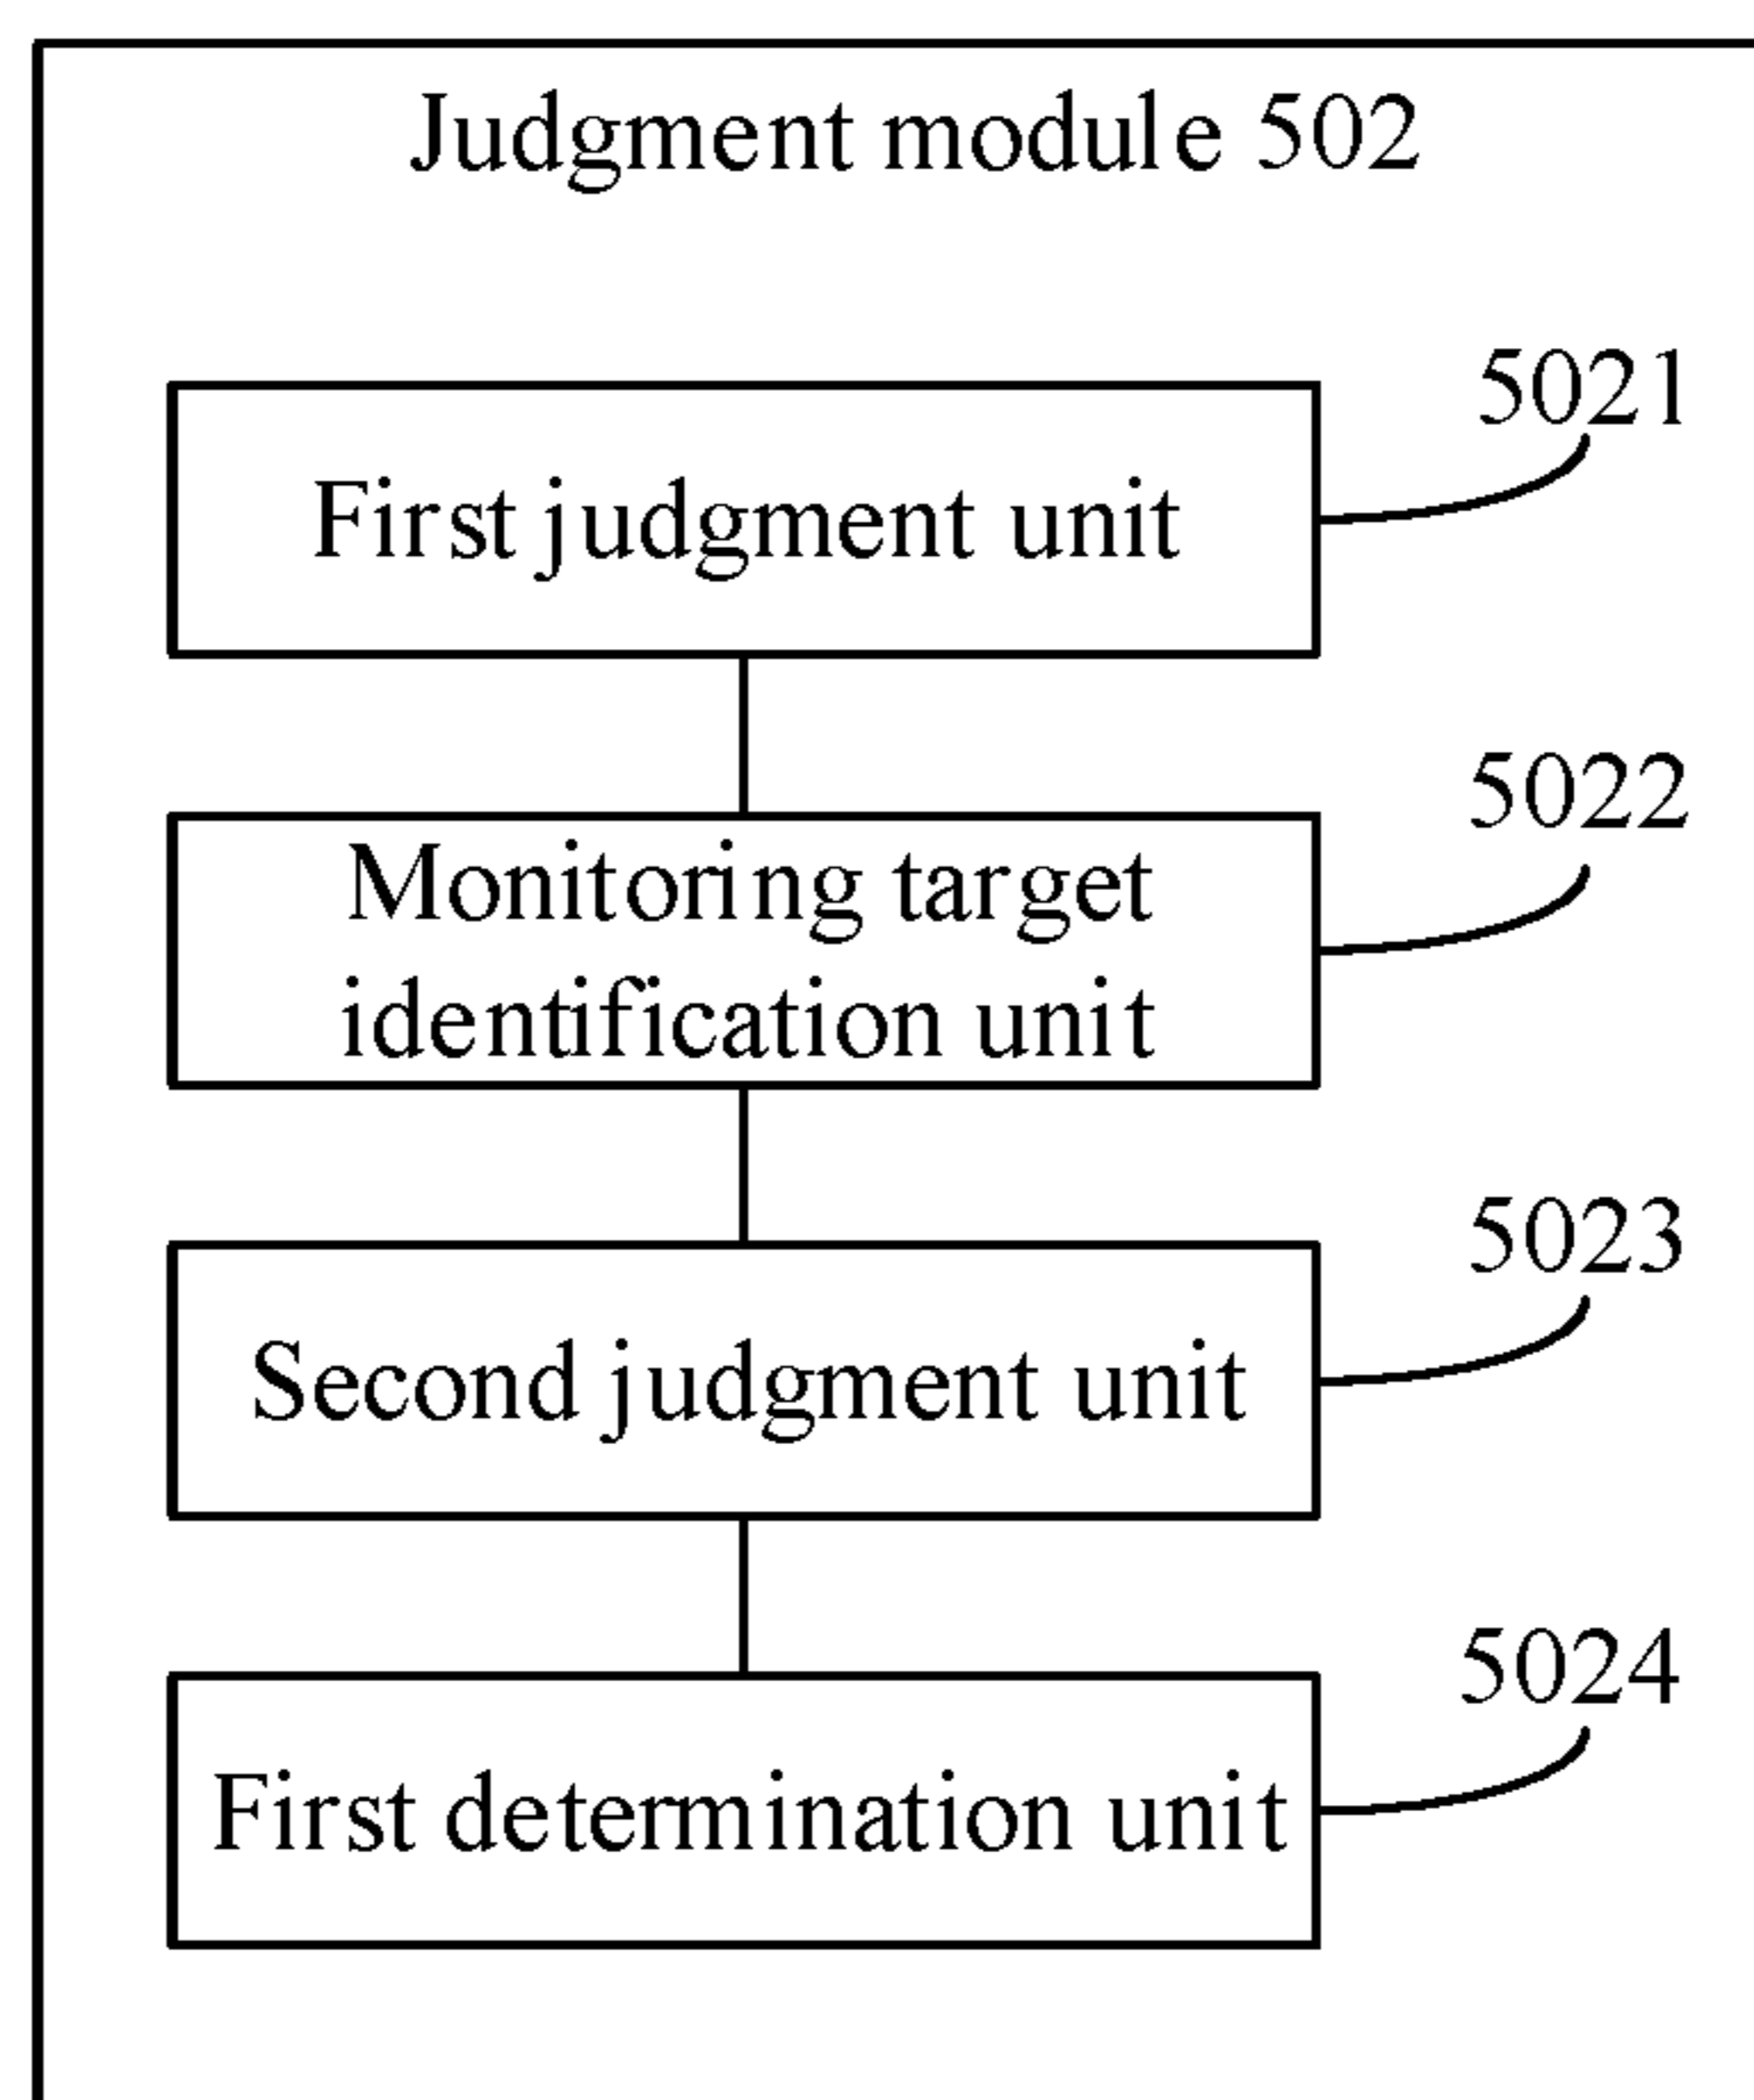 Judgment module 502
5021
First judgment unit
5022
Monitoring target
identification unit
5023
Second judgment unit
5024
First determination unit